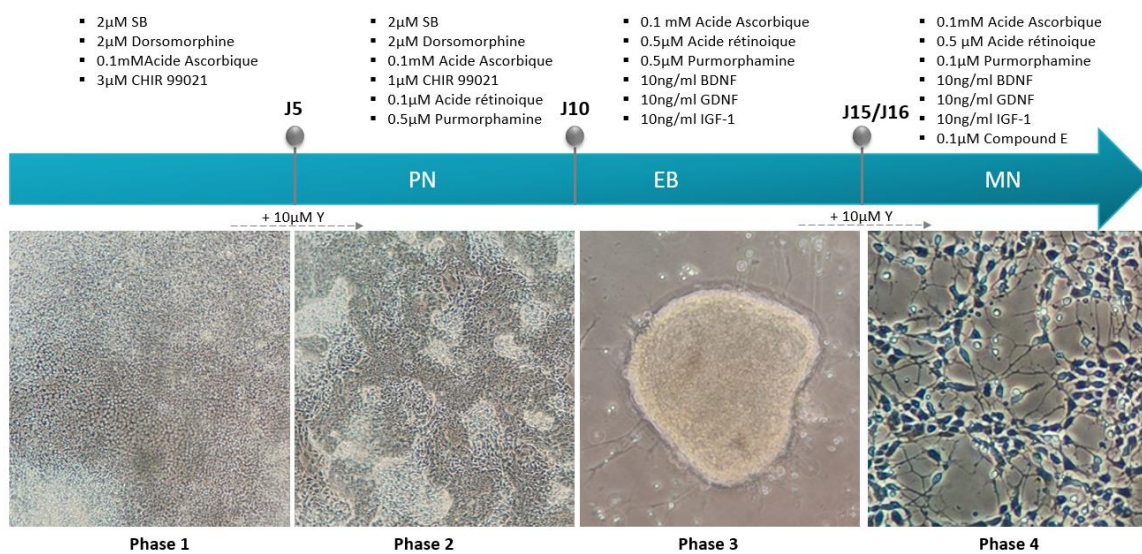 ▪ 2µM SB
▪ 2µM Dorsomorphine
▪ 0.1mMAcide Ascorbique
▪ 3µM CHIR 99021
▪ 2µM SB
▪ 2µM Dorsomorphine
▪ 0.1mM Acide Ascorbique
▪ 1µM CHIR 99021
▪ 0.1µM Acide rétinoique
▪ 0.5µM Purmorphamine
▪ 0.1 mM Acide Ascorbique
▪ 0.5µM Acide rétinoique
▪ 0.5µM Purmorphamine
▪ 10ng/ml BDNF
▪ 10ng/ml GDNF
▪ 10ng/ml IGF-1
▪ 0.1mM Acide Ascorbique
▪ 0.5 µM Acide rétinoique
▪ 0.1µM Purmorphamine
▪ 10ng/ml BDNF
▪ 10ng/ml GDNF
▪ 10ng/ml IGF-1
▪ 0.1µM Compound E
J5
J10
J15/J16
PN
EB
MN
+ 10µM Y
+ 10µM Y
Phase 1
Phase 2
Phase 3
Phase 4